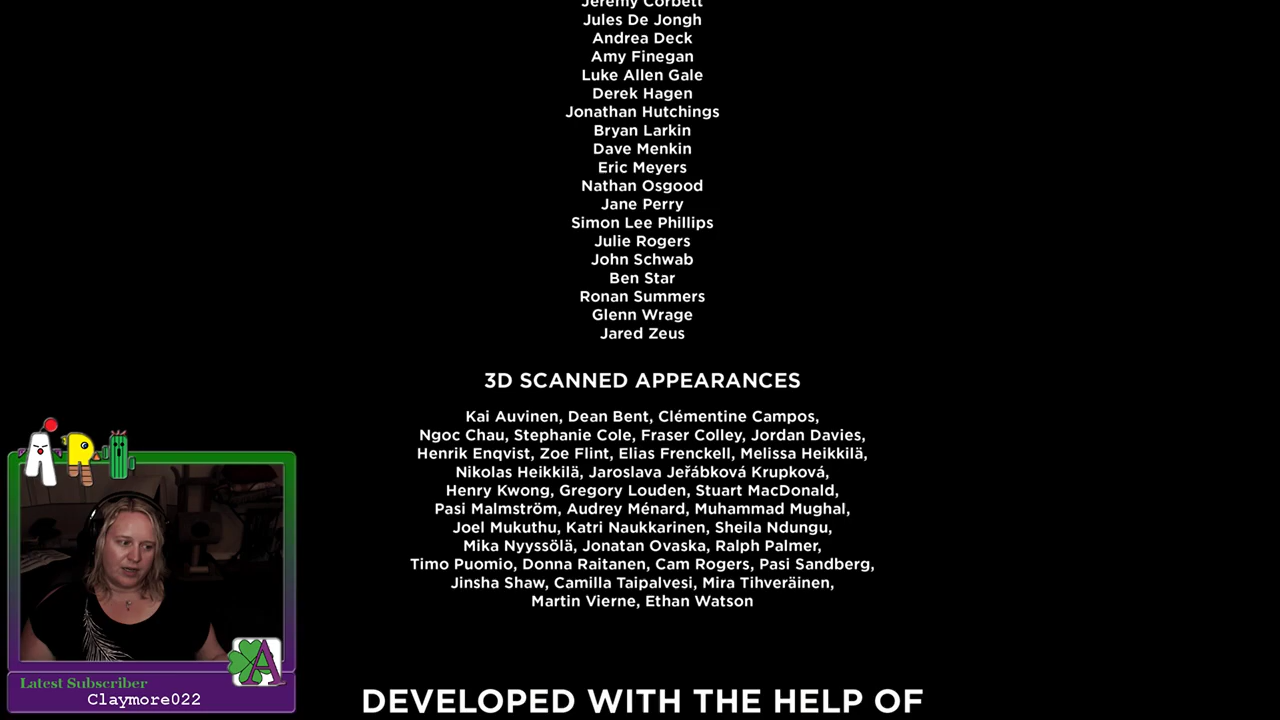 Jeremy Corbett
Jules De Jongh
Andrea Deck
Amy Finegan
Luke Allen Gale
Derek Hagen
Jonathan Hutchings
Bryan Larkin
Dave Menkin
Eric Meyers
Nathan Osgood
Jane Perry
Simon Lee Phillips
Julie Rogers
John Schwab
Ben Star
Ronan Summers
Glenn Wrage
Jared Zeus
3D SCANNED APPEARANCES
Kai Auvinen, Dean Bent, Clémentine Campos,
Ngoc Chau, Stephanie Cole, Fraser Colley, Jordan Davies,
Henrik Enqvist, Zoe Flint, Elias Frenckell, Melissa Heikkilä,
Nikolas Heikkilä, Jaroslava Jeřábková Krupková,
Henry Kwong, Gregory Louden, Stuart MacDonald,
Pasi Malmström, Audrey Ménard, Muhammad Mughal,
Joel Mukuthu, Katri Naukkarinen, Sheila Ndungu,
Mika Nyyssölä, Jonatan Ovaska, Ralph Palmer,
Timo Puomio, Donna Raitanen, Cam Rogers, Pasi Sandberg,
Jinsha Shaw, Camilla Taipalvesi, Mira Tihveräinen,
Martin Vierne, Ethan Watson
DEVELOPED WITH THE HELP OF
A
Latest Subscriber
Claymore022